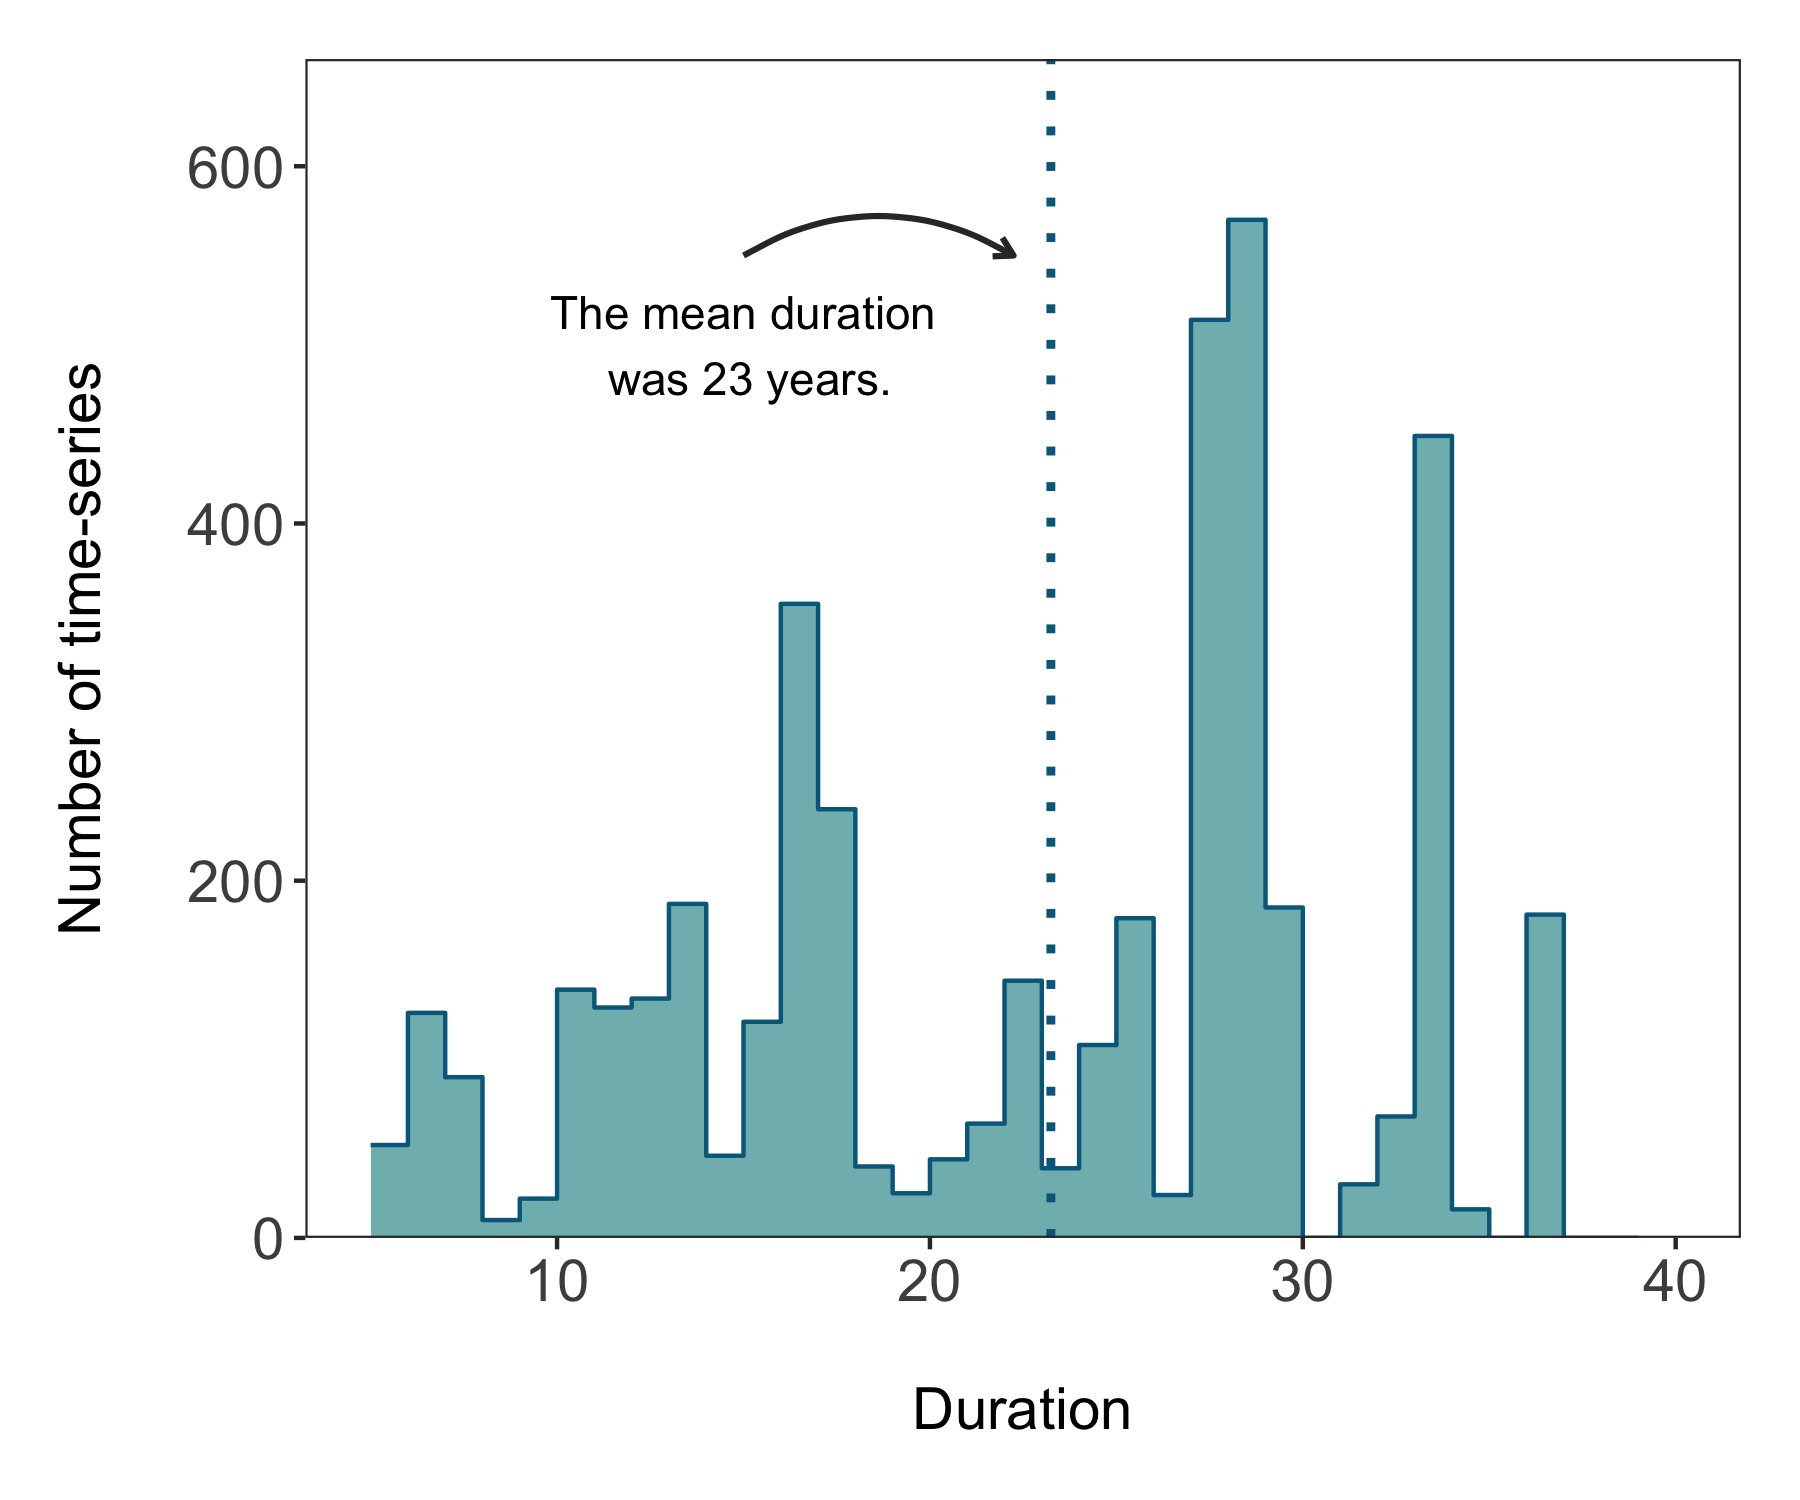 600
400
200
0
Number of time-series
The mean duration
was 23 years.
10 20 30 40
Duration